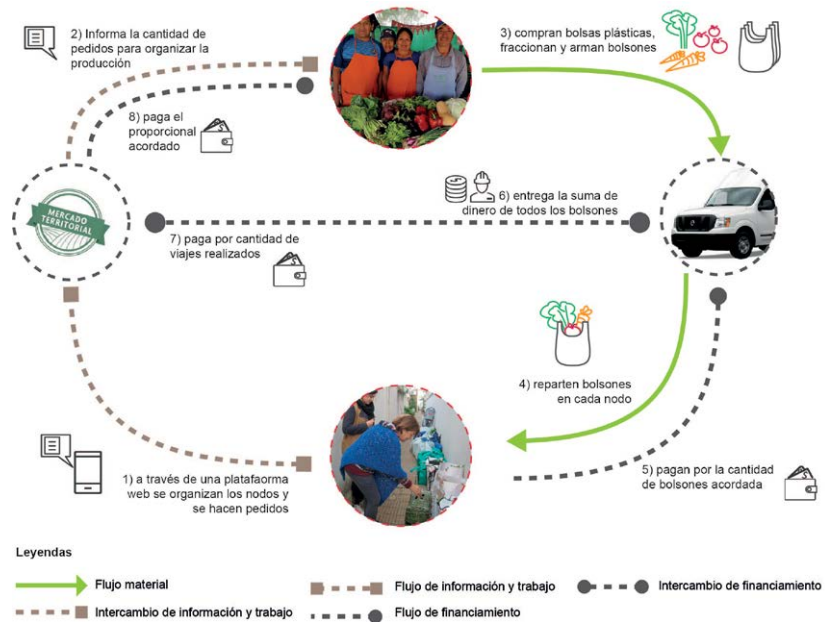 2) Informa la cantidad de
pedidos para organizar la
producción
3) compran bolsas plásticas,
fraccionan y arman bolsones
8) paga el
proporcional
acordado
MERCADO
TERRITORIAL
6) entrega la suma de
dinero de todos los bolsones
7) paga por cantidad de
viajes realizados
4) reparten bolsones
en cada nodo
1) a través de una platafaorma
web se organizan los nodos y
se hacen pedidos
5) pagan por la cantidad
de bolsones acordada
Leyendas
Flujo material
Flujo de información y trabajo
Intercambio de financiamiento
Intercambio de información y trabajo
Flujo de financiamiento